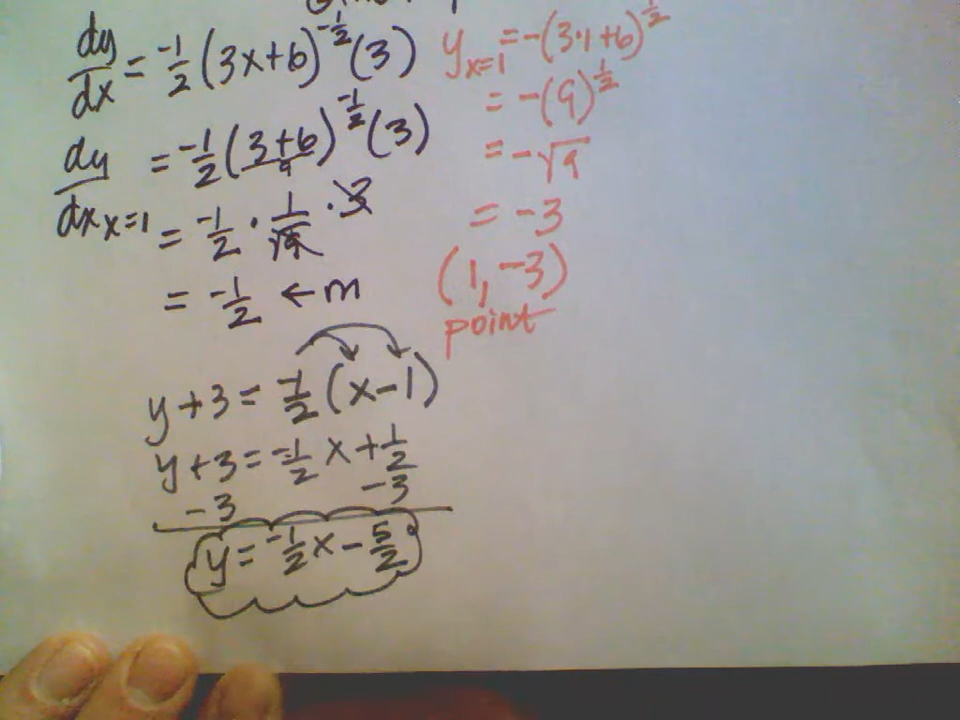 dy/dx = -1/2 (3x+6)^-1/2 (3)
dy/dx x=1 = -1/2 (3+6)^-1/2 (3)
9
= -1/2 · 1/√9 · 3
= -1/2 ← m
y+3 = -1/2 (x-1)
y+3 = -1/2 x + 1/2
-3 -3
y = -1/2 x - 5/2
y x=1 = -(3·1+6)^1/2
= -(9)^1/2
= -√9
= -3
(1, -3)
point